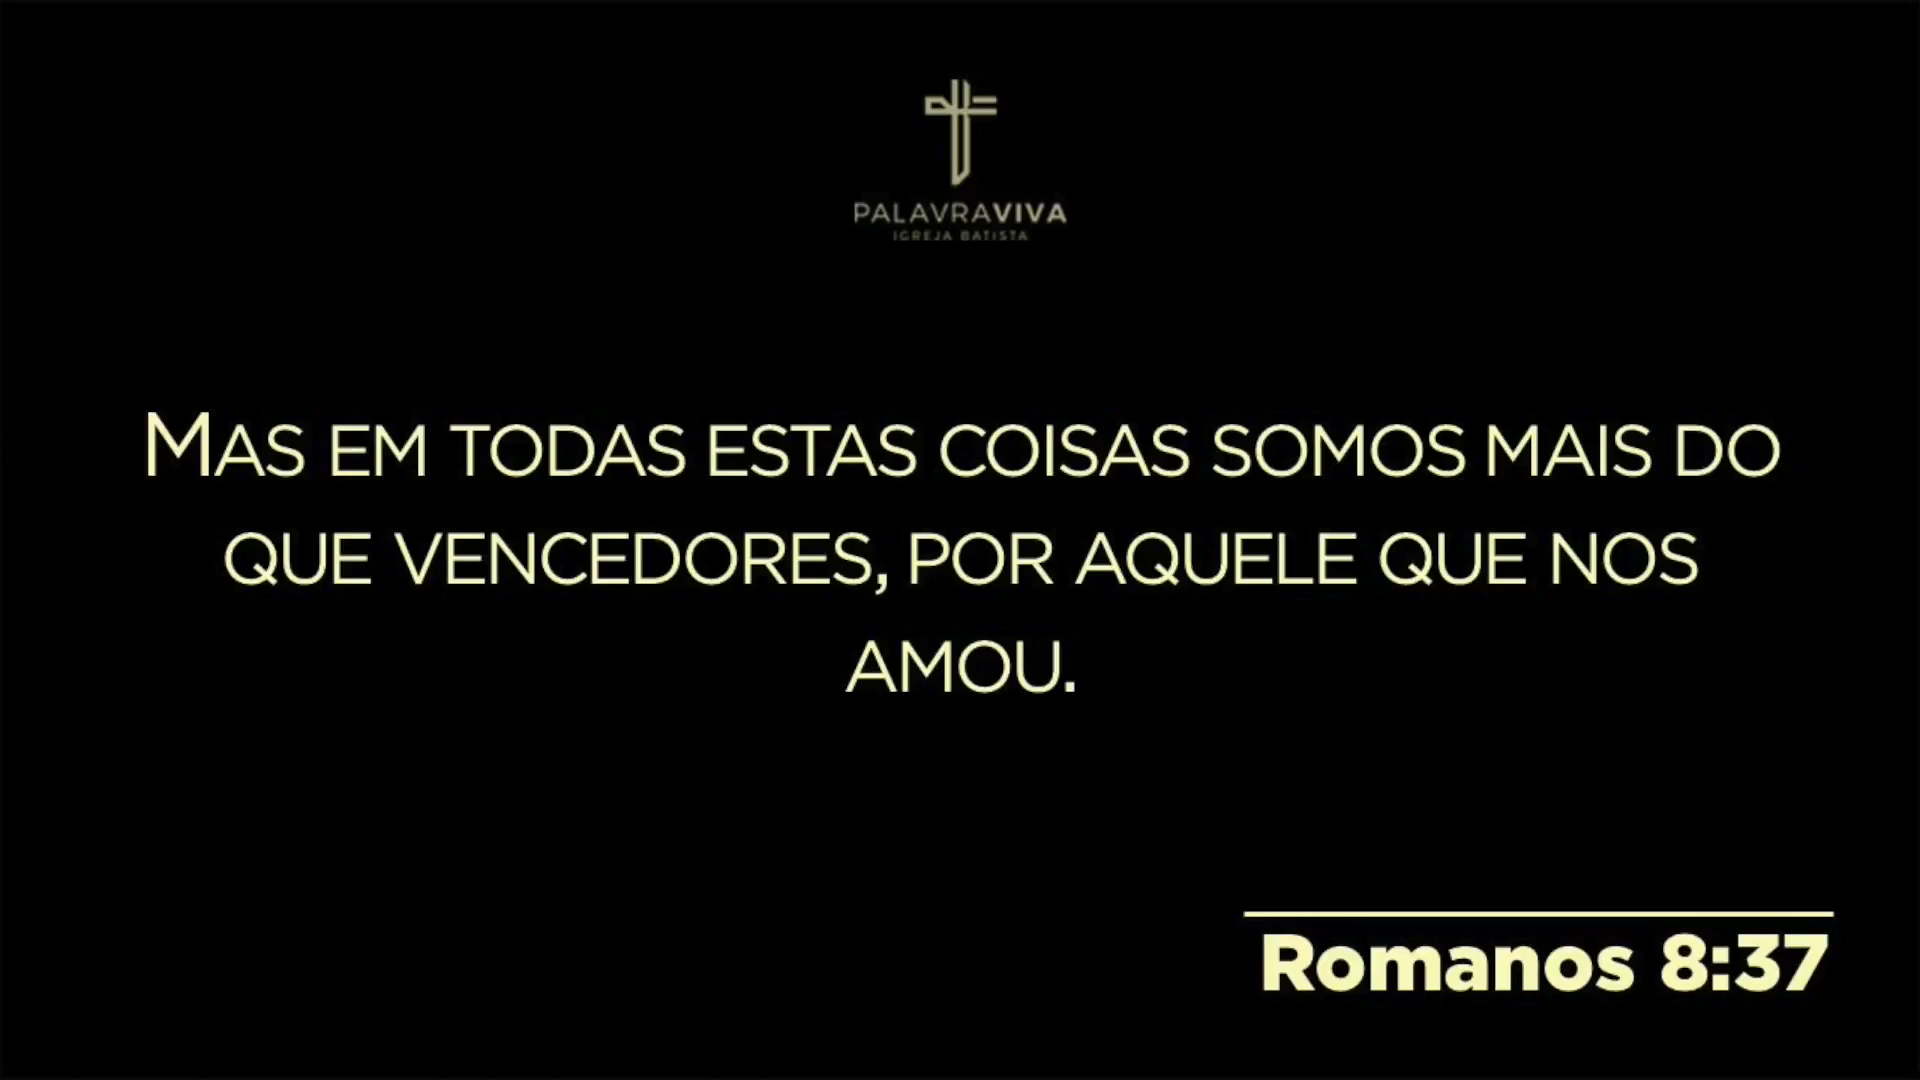 PALAVRAVIVA
IGREJA BATISTA
MAS EM TODAS ESTAS COISAS SOMOS MAIS DO
QUE VENCEDORES, POR AQUELE QUE NOS
AMOU.
Romanos 8:37